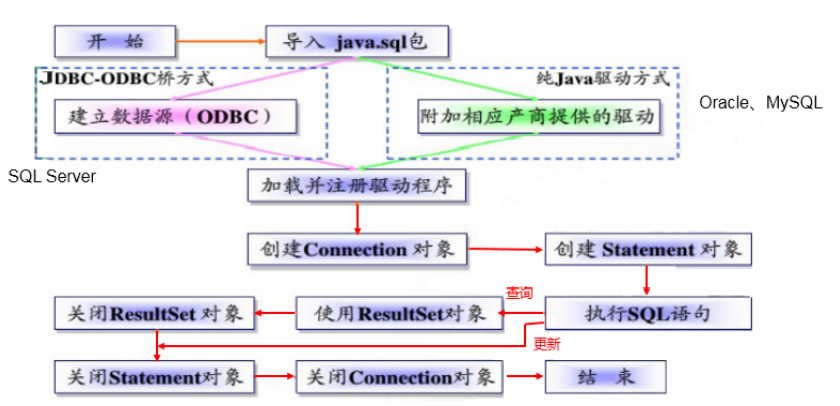 开 始
导入 java.sql包
JDBC-ODBC桥方式
纯Java驱动方式
建立数据源（ODBC）
附加相应产商提供的驱动
Oracle、MySQL
SQL Server
加载并注册驱动程序
创建Connection 对象
创建 Statement 对象
查询
关闭ResultSet 对象
使用ResultSet对象
执行SQL语句
更新
关闭Statement对象
关闭Connection对象
结 束